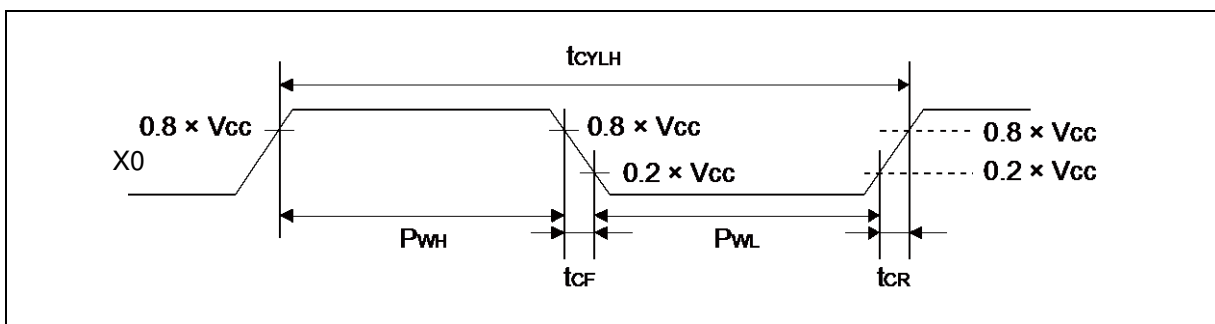 tCYLH
0.8 × VCC
0.8 × VCC
0.8 × VCC
X0
0.2 × VCC
0.2 × VCC
PWH
PWL
tCF
tCR